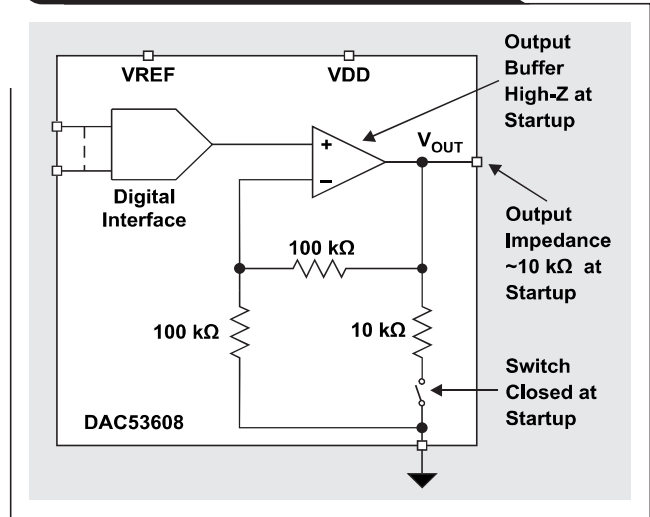 Output
Buffer
High-Z at
Startup
VREF
VDD
VOUT
+
–
Digital
Interface
Output
Impedance
~10 kΩ at
Startup
100 kΩ
100 kΩ
10 kΩ
Switch
Closed at
Startup
DAC53608